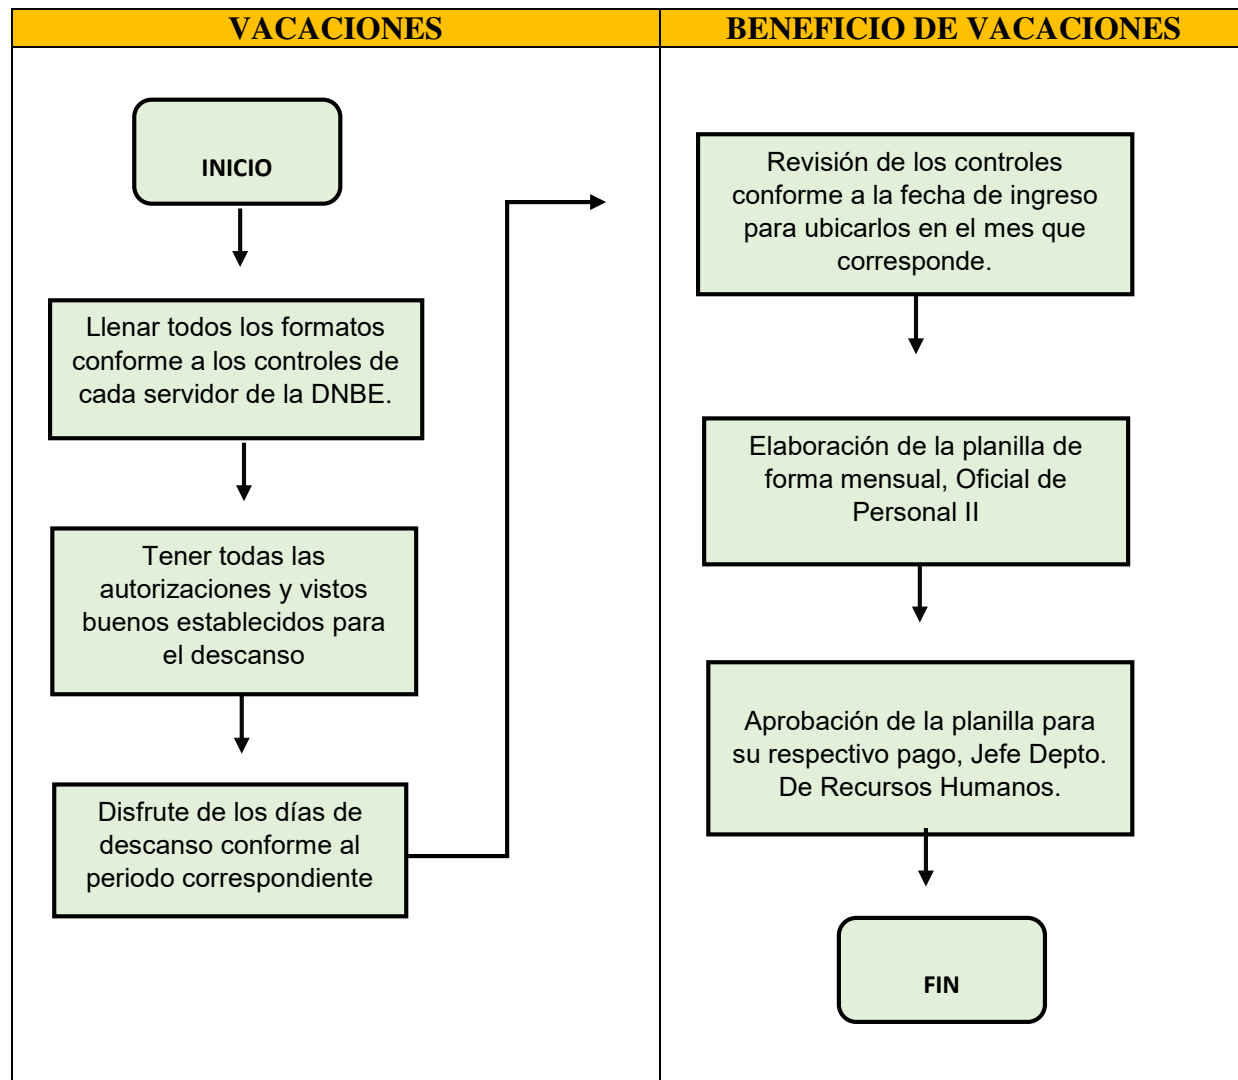 VACACIONES
BENEFICIO DE VACACIONES
INICIO
Llenar todos los formatos
conforme a los controles de
cada servidor de la DNBE.
Tener todas las
autorizaciones y vistos
buenos establecidos para
el descanso
Disfrute de los días de
descanso conforme al
periodo correspondiente
Revisión de los controles
conforme a la fecha de ingreso
para ubicarlos en el mes que
corresponde.
Elaboración de la planilla de
forma mensual, Oficial de
Personal II
Aprobación de la planilla para
su respectivo pago, Jefe Depto.
De Recursos Humanos.
FIN